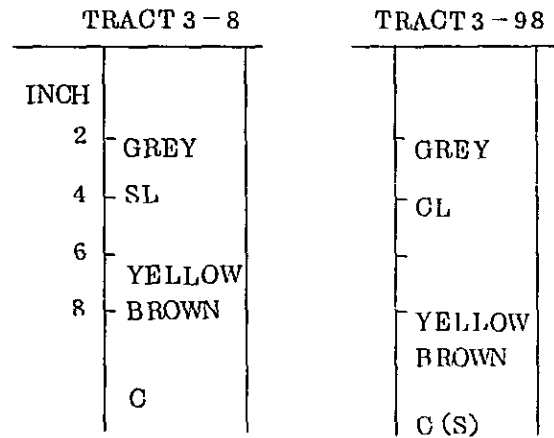 TRACT 3-8
INCH
2
GREY
4
SL
6
YELLOW
8
BROWN
C
TRACT 3-98
GREY
CL
YELLOW
BROWN
C(S)